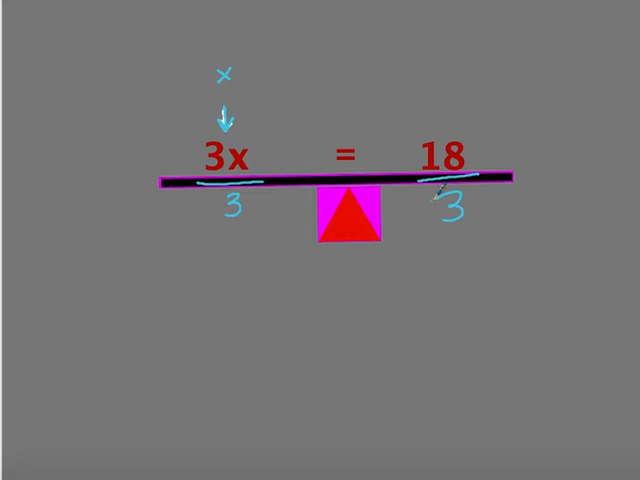 x
3x = 18
3 3